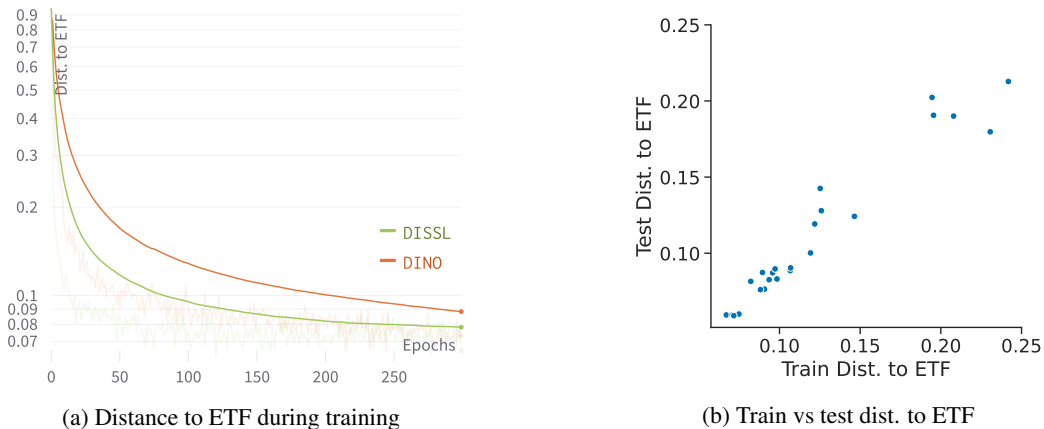 0.9
0.8
0.7
0.6
0.5
0.4
0.3
0.2
0.1
0.09
0.08
0.07
Dist. to ETF
DISSL
DINO
Epochs
0 50 100 150 200 250
(a) Distance to ETF during training
0.25
0.20
0.15
0.10
Test Dist. to ETF
0.10 0.15 0.20 0.25
Train Dist. to ETF
(b) Train vs test dist. to ETF